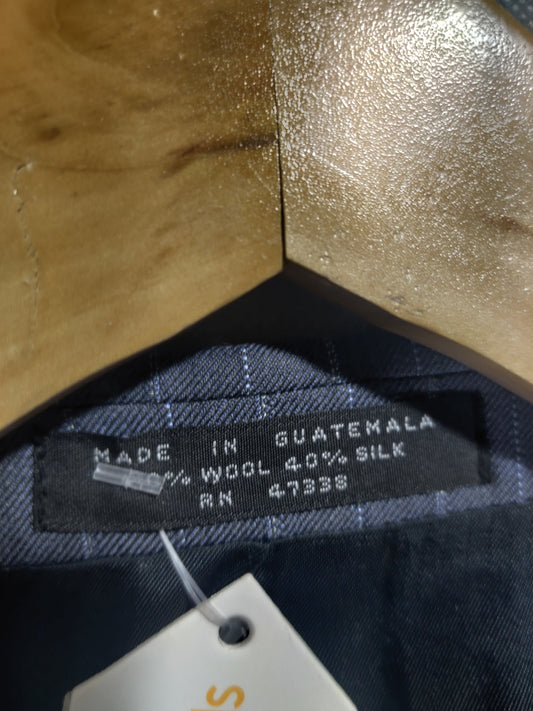 MADE IN GUATEMALA
% WOOL 40% SILK
RN 47338